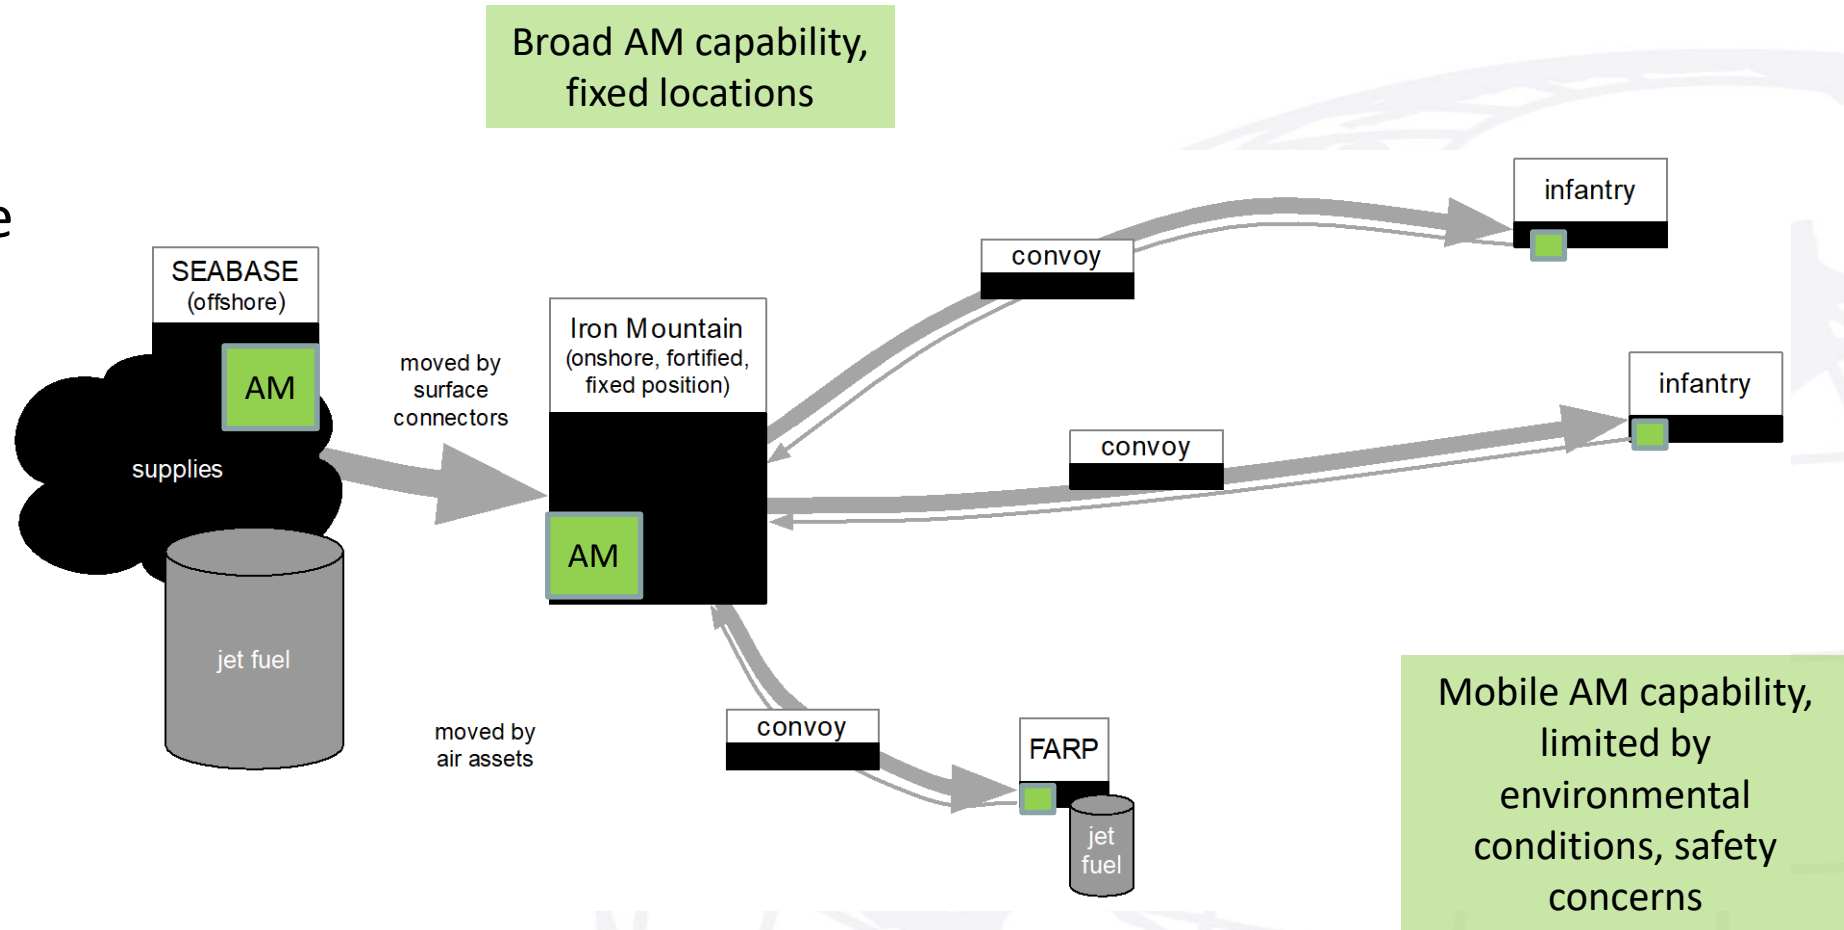 Broad AM capability,
fixed locations
e
SEABASE
(offshore)
AM
supplies
jet fuel
moved by
surface
connectors
moved by
air assets
Iron Mountain
(onshore, fortified,
fixed position)
AM
convoy
infantry
convoy
infantry
convoy
FARP
jet
fuel
Mobile AM capability,
limited by
environmental
conditions, safety
concerns